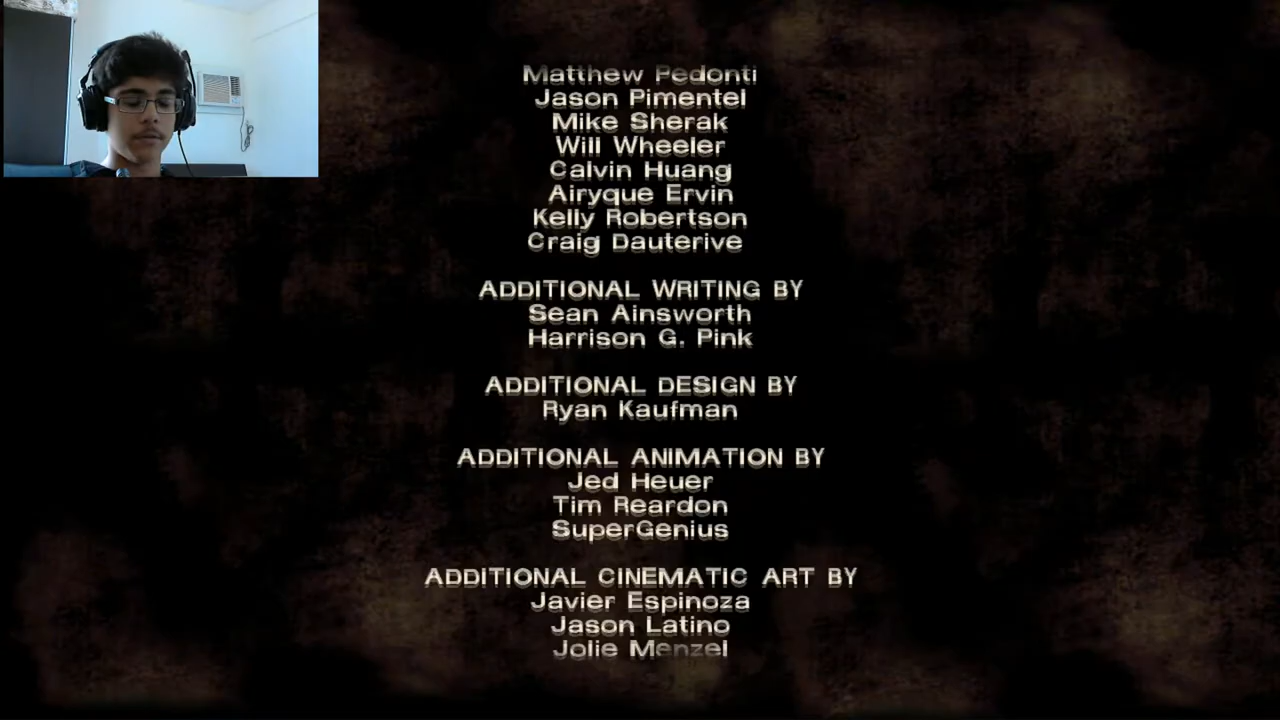 Matthew Pedonti
Jason Pimentel
Mike Sherak
Will Wheeler
Calvin Huang
Airyque Ervin
Kelly Robertson
Craig Dauterive
ADDITIONAL WRITING BY
Sean Ainsworth
Harrison G. Pink
ADDITIONAL DESIGN BY
Ryan Kaufman
ADDITIONAL ANIMATION BY
Jed Heuer
Tim Reardon
SuperGenius
ADDITIONAL CINEMATIC ART BY
Javier Espinoza
Jason Latino
Jolie Menzel